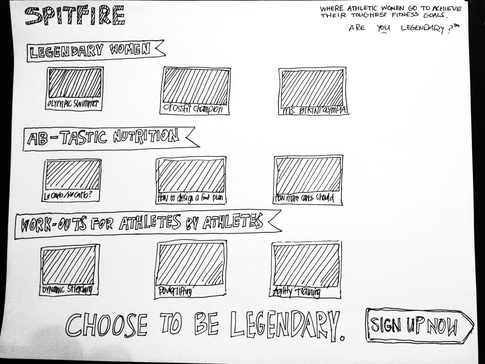 SPITFIRE
WHERE ATHLETIC WOMEN GO TO ACHIEVE
THEIR TOUGHEST FITNESS GOALS.
ARE YOU LEGENDARY?™
LEGENDARY WOMEN
OLYMPIC SWIMMER
CROSSFIT CHAMPION
MS. BIKINI OLYMPIA
AB-TASTIC NUTRITION
LO CARB/NO CARB?
How to design a food plan
How many carbs should
WORK-OUTS FOR ATHLETES BY ATHLETES
DYNAMIC Stretching
Powerlifting
Agility Training
CHOOSE TO BE LEGENDARY.
SIGN UP NOW